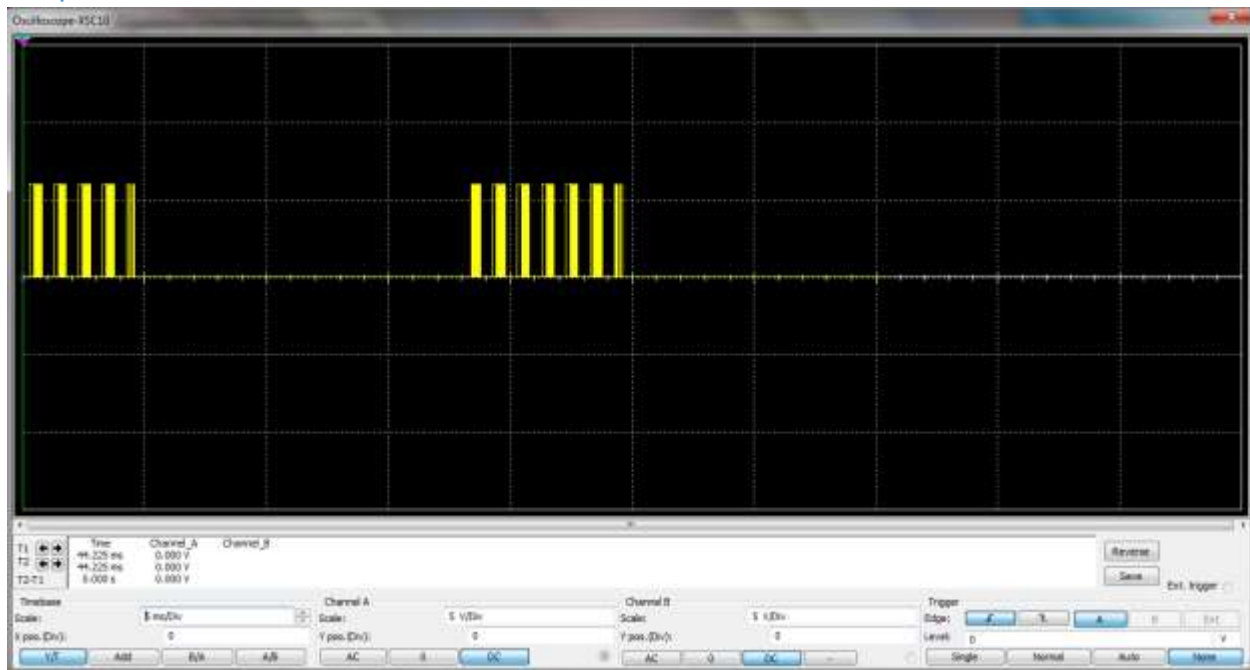 Oscilloscope-XSC10
Time Channel_A Channel_B
T1 44.225 ms 0.000 V
T2 44.225 ms 0.000 V
T2-T1 0.000 s 0.000 V
Reverse
Save
Ext. trigger
Timebase Channel A Channel B Trigger
Scale: ms/Div Scale: 5 V/Div Scale: 5 V/Div Edge: A B Ext
X pos.(Div): 0 Y pos.(Div): 0 Y pos.(Div): 0 Level: 0 V
Y/T Add B/A A/B AC 0 DC AC 0 DC - Single Normal Auto None